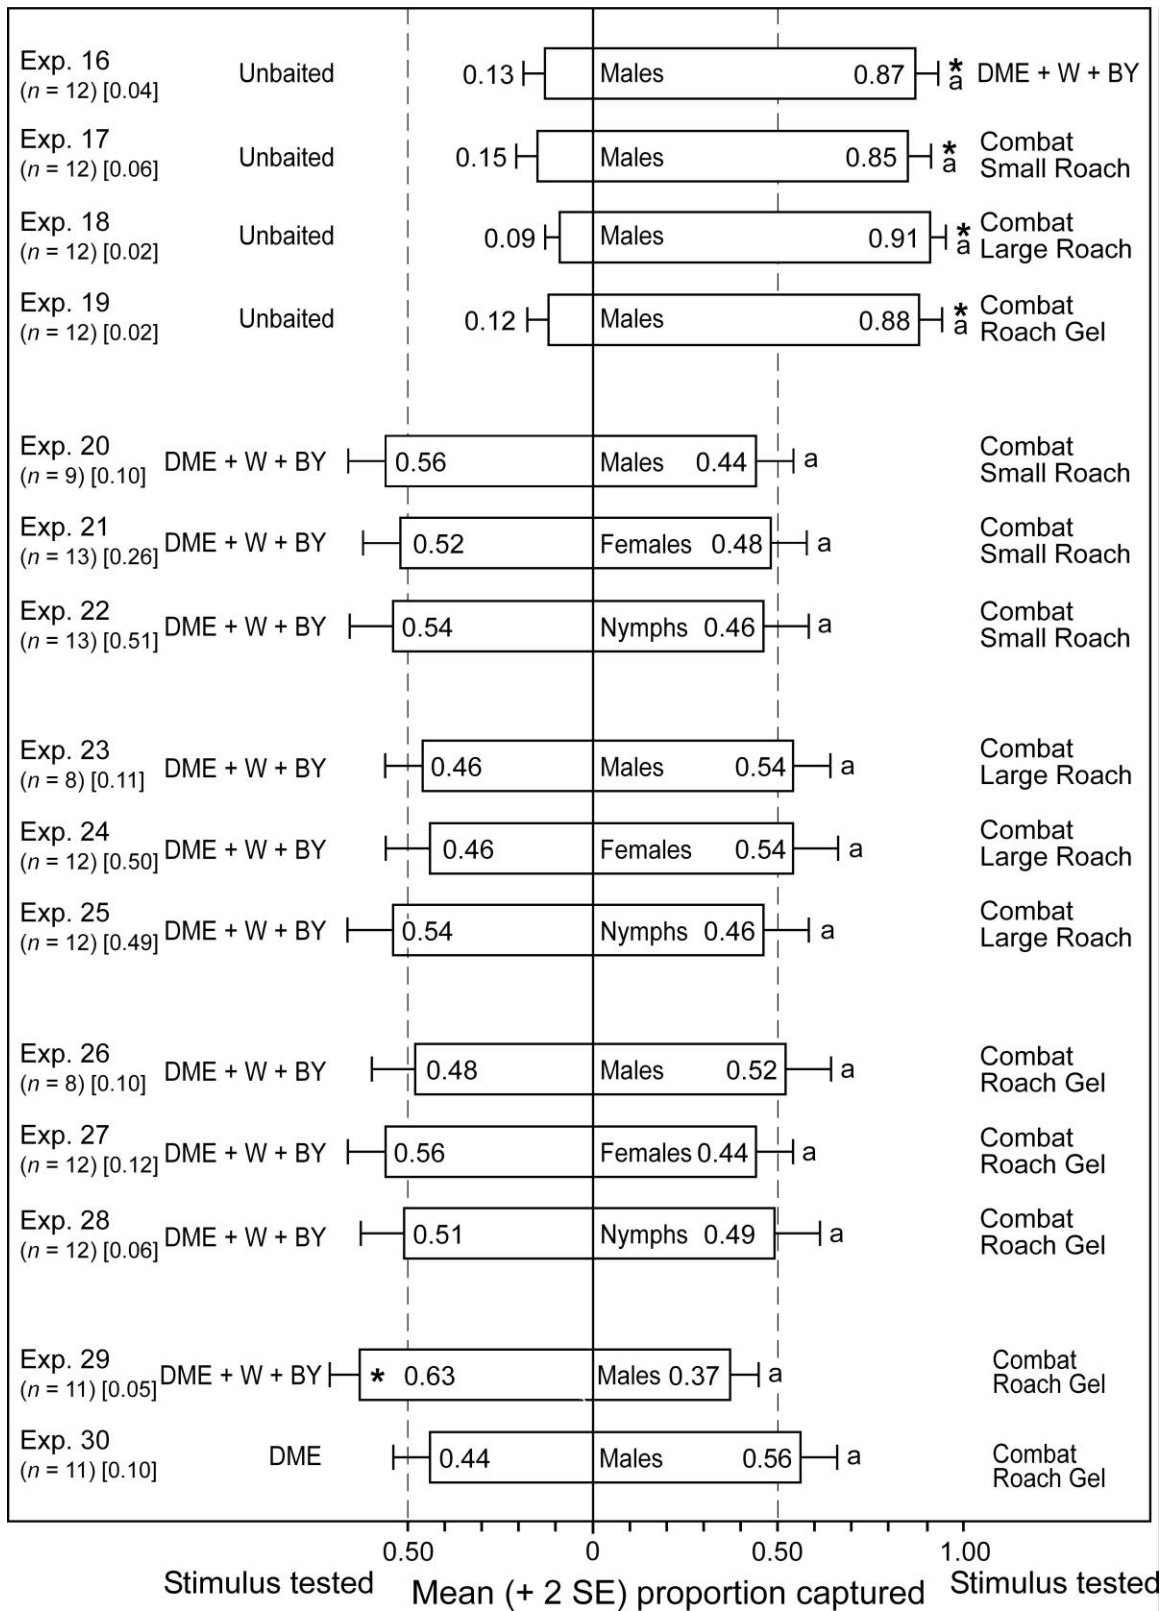 Exp. 16
(n = 12) [0.04]
Unbaited
0.13
Males
0.87
*
a
DME + W + BY
Exp. 17
(n = 12) [0.06]
Unbaited
0.15
Males
0.85
*
a
Combat
Small Roach
Exp. 18
(n = 12) [0.02]
Unbaited
0.09
Males
0.91
*
a
Combat
Large Roach
Exp. 19
(n = 12) [0.02]
Unbaited
0.12
Males
0.88
*
a
Combat
Roach Gel
Exp. 20
(n = 9) [0.10]
DME + W + BY
0.56
Males
0.44
a
Combat
Small Roach
Exp. 21
(n = 13) [0.26]
DME + W + BY
0.52
Females
0.48
a
Combat
Small Roach
Exp. 22
(n = 13) [0.51]
DME + W + BY
0.54
Nymphs
0.46
a
Combat
Small Roach
Exp. 23
(n = 8) [0.11]
DME + W + BY
0.46
Males
0.54
a
Combat
Large Roach
Exp. 24
(n = 12) [0.50]
DME + W + BY
0.46
Females
0.54
a
Combat
Large Roach
Exp. 25
(n = 12) [0.49]
DME + W + BY
0.54
Nymphs
0.46
a
Combat
Large Roach
Exp. 26
(n = 8) [0.10]
DME + W + BY
0.48
Males
0.52
a
Combat
Roach Gel
Exp. 27
(n = 12) [0.12]
DME + W + BY
0.56
Females
0.44
a
Combat
Roach Gel
Exp. 28
(n = 12) [0.06]
DME + W + BY
0.51
Nymphs
0.49
a
Combat
Roach Gel
Exp. 29
(n = 11) [0.05]
DME + W + BY
*
0.63
Males
0.37
a
Combat
Roach Gel
Exp. 30
(n = 11) [0.10]
DME
0.44
Males
0.56
a
Combat
Roach Gel
0.50
0
0.50
1.00
Stimulus tested
Mean (+ 2 SE) proportion captured
Stimulus tested